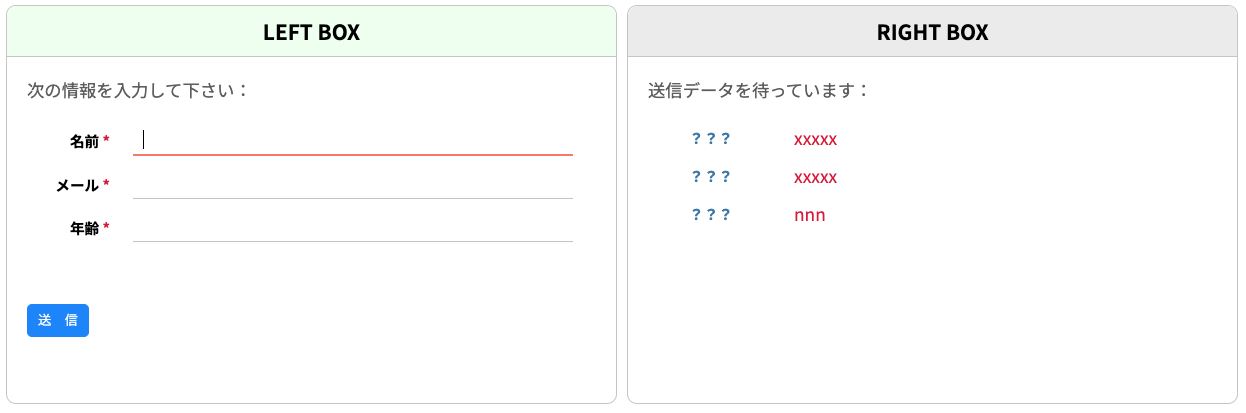 LEFT BOX
次の情報を入力して下さい：
名前 *
メール *
年齢 *
送　信
RIGHT BOX
送信データを待っています：
？？？ xxxxx
？？？ xxxxx
？？？ nnn